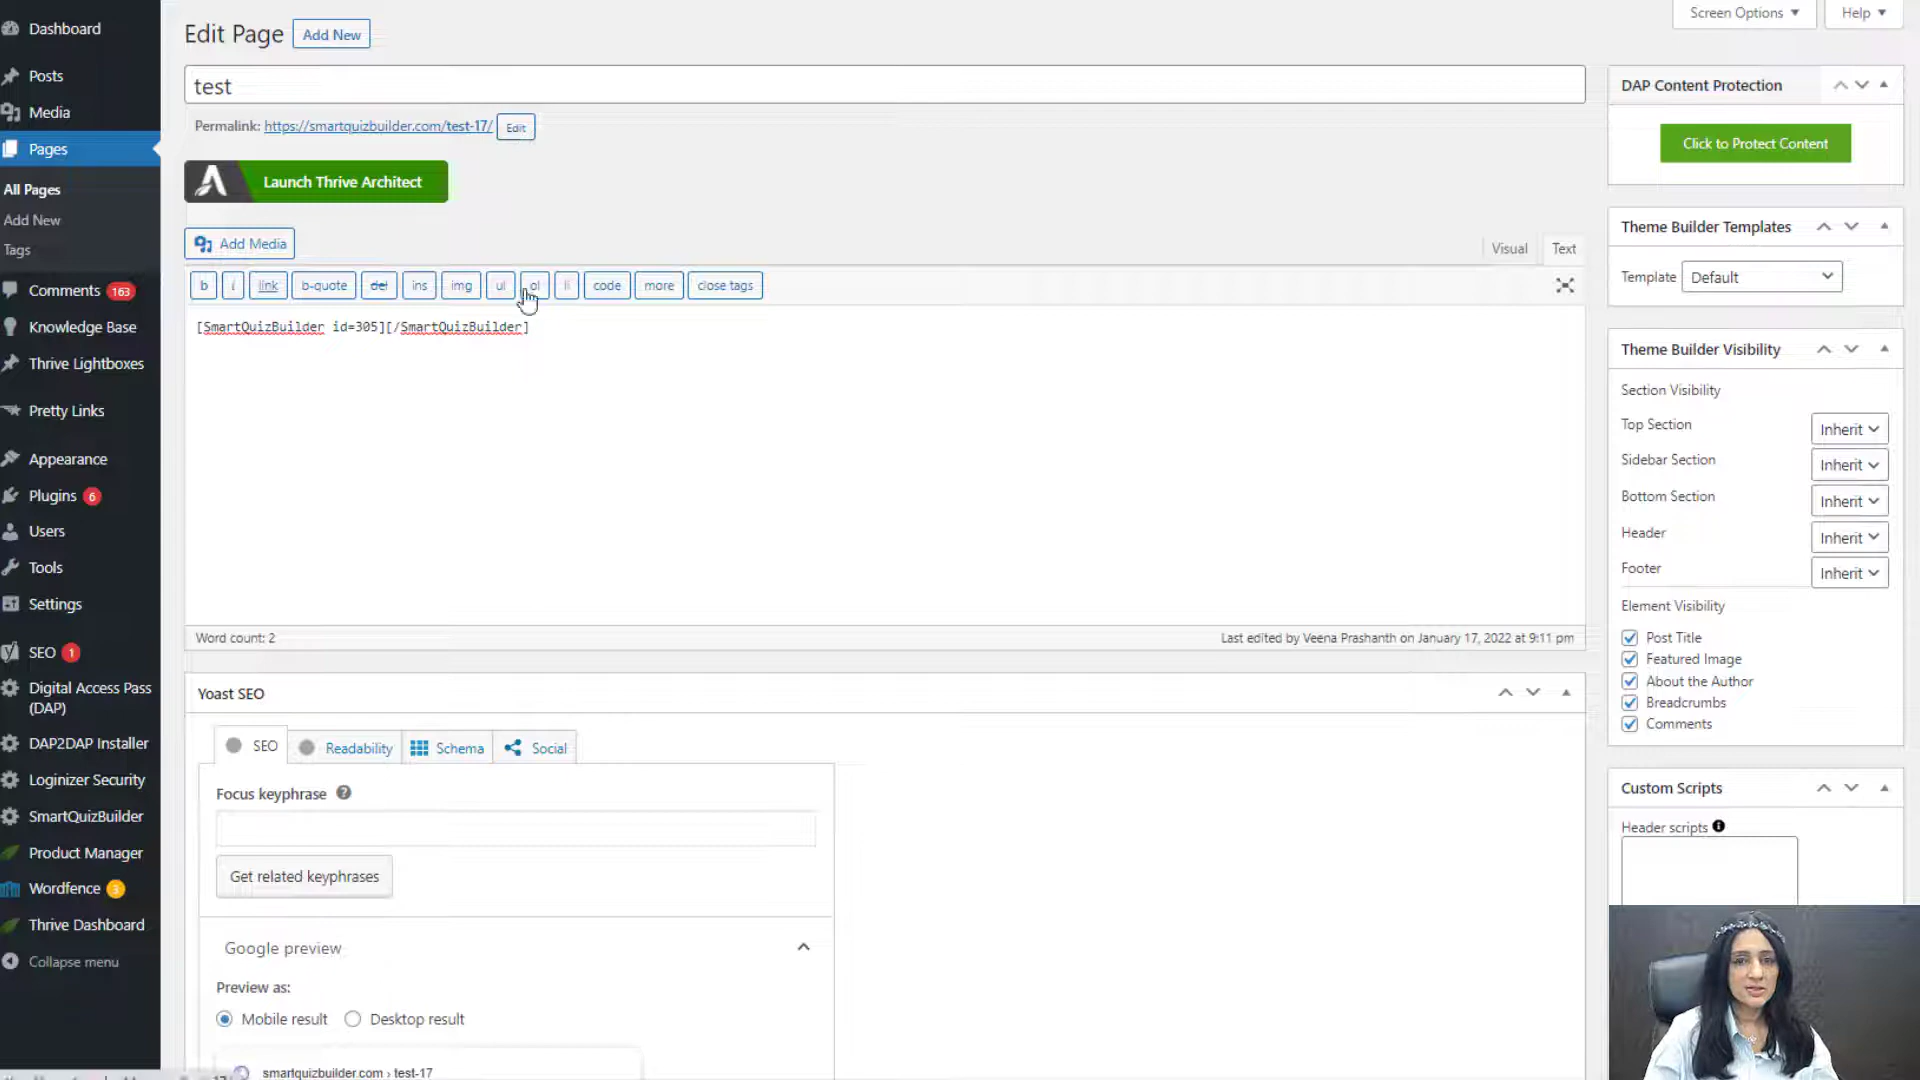 Dashboard
Posts
Media
Pages
All Pages
Add New
Tags
Comments 163
Knowledge Base
Thrive Lightboxes
Pretty Links
Appearance
Plugins 6
Users
Tools
Settings
SEO 1
Digital Access Pass
(DAP)
DAP2DAP Installer
Loginizer Security
SmartQuizBuilder
Product Manager
Wordfence 3
Thrive Dashboard
Collapse menu
Screen Options
Help
Edit Page Add New
test
Permalink: https://smartquizbuilder.com/test-17/ Edit
Launch Thrive Architect
Add Media
Visual Text
b i link b-quote del ins img ul ol li code more close tags
[SmartQuizBuilder id=305][/SmartQuizBuilder]
Word count: 2
Last edited by Veena Prashanth on January 17, 2022 at 9:11 pm
Yoast SEO
SEO Readability Schema Social
Focus keyphrase
Get related keyphrases
Google preview
Preview as:
Mobile result Desktop result
smartquizbuilder.com › test-17
DAP Content Protection
Click to Protect Content
Theme Builder Templates
Template Default
Theme Builder Visibility
Section Visibility
Top Section Inherit
Sidebar Section Inherit
Bottom Section Inherit
Header Inherit
Footer Inherit
Element Visibility
Post Title
Featured Image
About the Author
Breadcrumbs
Comments
Custom Scripts
Header scripts